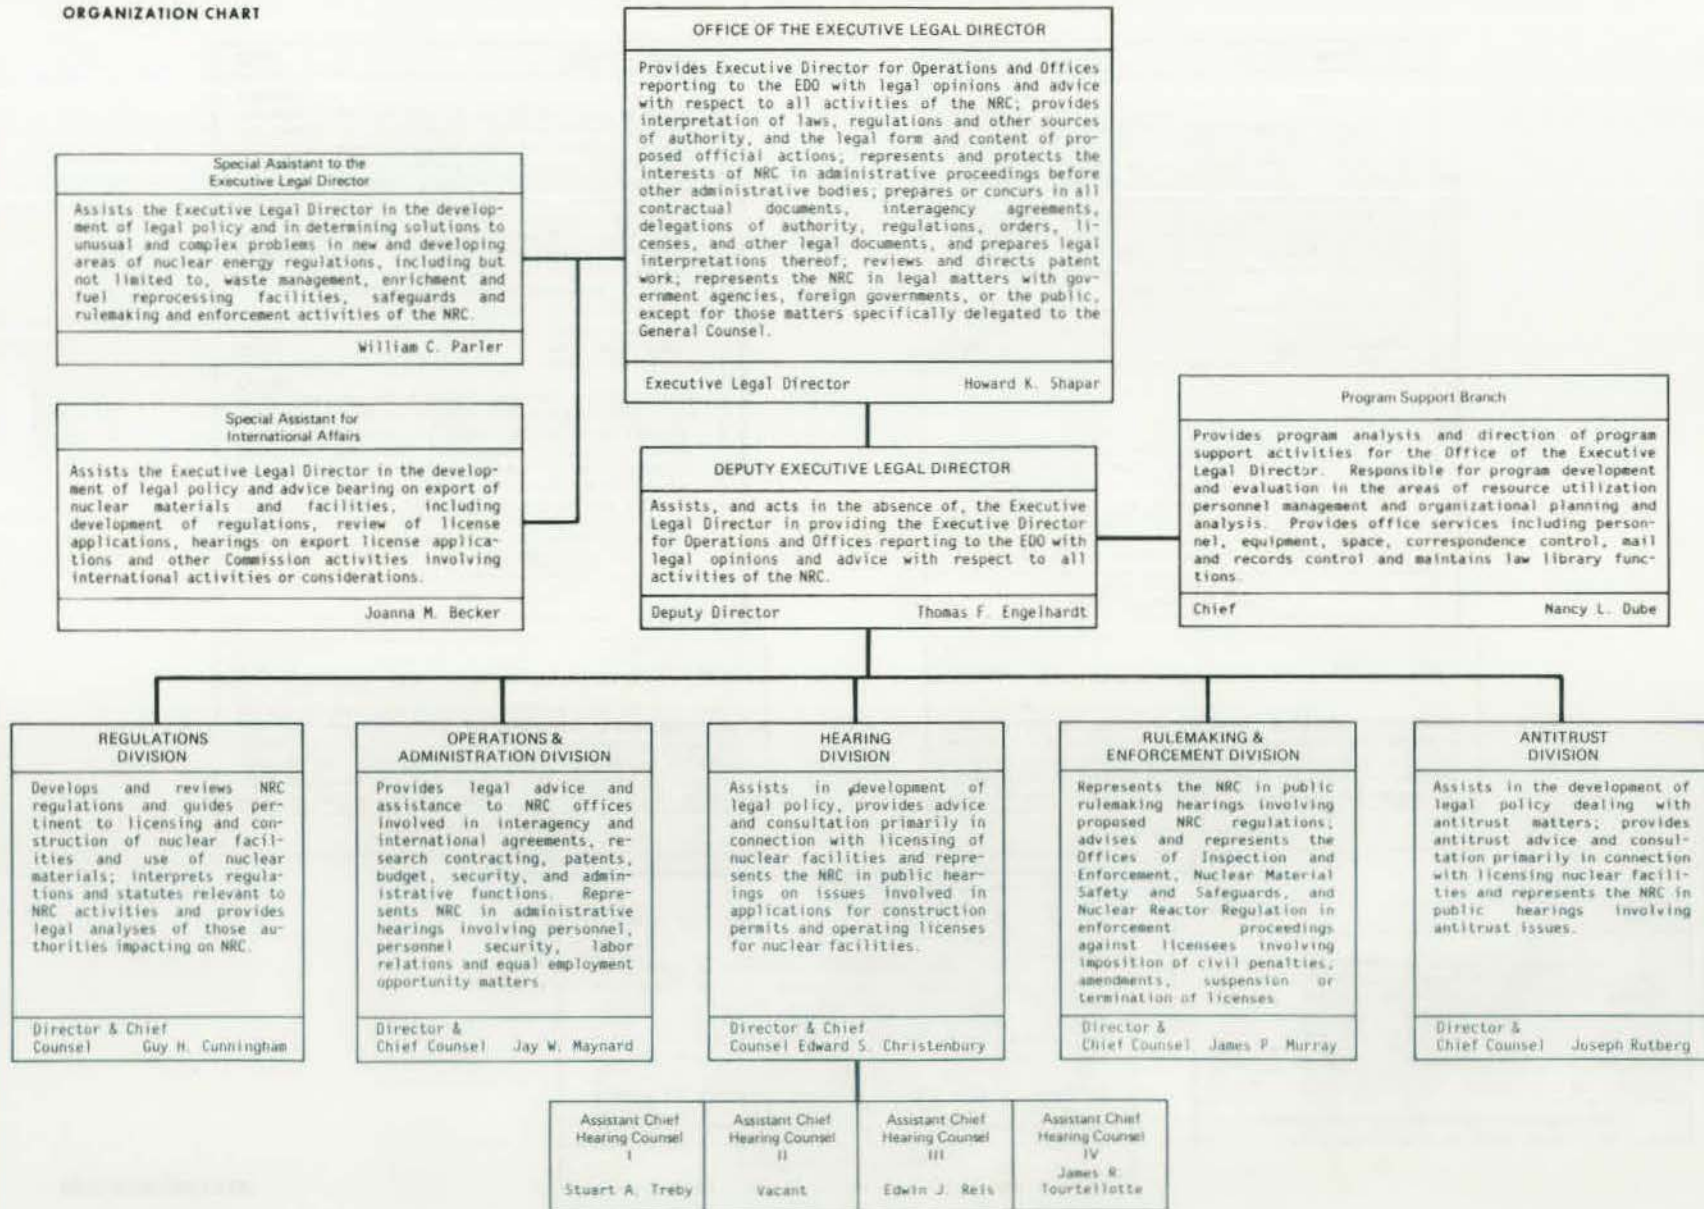 ORGANIZATION CHART
OFFICE OF THE EXECUTIVE LEGAL DIRECTOR
Provides Executive Director for Operations and Offices
reporting to the EDO with legal opinions and advice
with respect to all activities of the NRC; provides
interpretation of laws, regulations and other sources
of authority, and the legal form and content of pro-
posed official actions; represents and protects the
interests of NRC in administrative proceedings before
other administrative bodies; prepares or concurs in all
contractual documents, interagency agreements,
delegations of authority, regulations, orders, li-
censes, and other legal documents, and prepares legal
interpretations thereof; reviews and directs patent
work; represents the NRC in legal matters with gov-
ernment agencies, foreign governments, or the public,
except for those matters specifically delegated to the
General Counsel.
Executive Legal Director Howard K. Shapar
Special Assistant to the
Executive Legal Director
Assists the Executive Legal Director in the develop-
ment of legal policy and in determining solutions to
unusual and complex problems in new and developing
areas of nuclear energy regulations, including but
not limited to, waste management, enrichment and
fuel reprocessing facilities, safeguards and
rulemaking and enforcement activities of the NRC.
William C. Parler
Special Assistant for
International Affairs
Assists the Executive Legal Director in the develop-
ment of legal policy and advice bearing on export of
nuclear materials and facilities, including
development of regulations, review of license
applications, hearings on export license applica-
tions and other Commission activities involving
international activities or considerations.
Joanna M. Becker
DEPUTY EXECUTIVE LEGAL DIRECTOR
Assists, and acts in the absence of, the Executive
Legal Director in providing the Executive Director
for Operations and Offices reporting to the EDO with
legal opinions and advice with respect to all
activities of the NRC.
Deputy Director Thomas F. Engelhardt
Program Support Branch
Provides program analysis and direction of program
support activities for the Office of the Executive
Legal Director. Responsible for program development
and evaluation in the areas of resource utilization
personnel management and organizational planning and
analysis. Provides office services including person-
nel, equipment, space, correspondence control, mail
and records control and maintains law library func-
tions.
Chief Nancy L. Dube
REGULATIONS
DIVISION
Develops and reviews NRC
regulations and guides per-
tinent to licensing and con-
struction of nuclear facil-
ities and use of nuclear
materials; interprets regula-
tions and statutes relevant to
NRC activities and provides
legal analyses of those au-
thorities impacting on NRC.
Director & Chief
Counsel Guy H. Cunningham
OPERATIONS &
ADMINISTRATION DIVISION
Provides legal advice and
assistance to NRC offices
involved in interagency and
international agreements, re-
search contracting, patents,
budget, security, and admin-
istrative functions. Repre-
sents NRC in administrative
hearings involving personnel,
personnel security, labor
relations and equal employment
opportunity matters.
Director &
Chief Counsel Jay W. Maynard
HEARING
DIVISION
Assists in development of
legal policy, provides advice
and consultation primarily in
connection with licensing of
nuclear facilities and repre-
sents the NRC in public hear-
ings on issues involved in
applications for construction
permits and operating licenses
for nuclear facilities.
Director & Chief
Counsel Edward S. Christenbury
RULEMAKING &
ENFORCEMENT DIVISION
Represents the NRC in public
rulemaking hearings involving
proposed NRC regulations;
advises and represents the
Offices of Inspection and
Enforcement, Nuclear Material
Safety and Safeguards, and
Nuclear Reactor Regulation in
enforcement proceedings
against licensees involving
imposition of civil penalties,
amendments, suspension or
termination of licenses
Director &
Chief Counsel James P. Murray
ANTITRUST
DIVISION
Assists in the development of
legal policy dealing with
antitrust matters; provides
antitrust advice and consul-
tation primarily in connection
with licensing nuclear facili-
ties and represents the NRC in
public hearings involving
antitrust issues.
Director &
Chief Counsel Joseph Rutberg
Assistant Chief
Hearing Counsel
I
Stuart A. Treby
Assistant Chief
Hearing Counsel
II
Vacant
Assistant Chief
Hearing Counsel
III
Edwin J. Reis
Assistant Chief
Hearing Counsel
IV
James R.
Tourtellotte